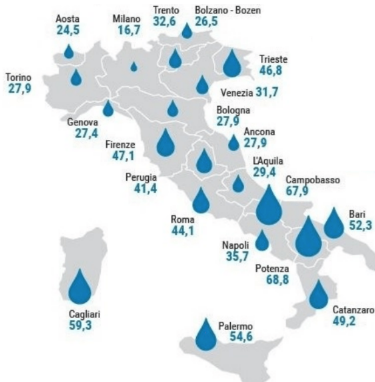 Aosta
24,5
Milano
16,7
Trento
32,6
Bolzano - Bozen
26,5
Trieste
46,8
Torino
27,9
Venezia 31,7
Genova
27,4
Bologna
27,9
Firenze
47,1
Ancona
27,9
L'Aquila
29,4
Perugia
41,4
Campobasso
67,9
Roma
44,1
Bari
52,3
Napoli
35,7
Potenza
68,8
Cagliari
59,3
Catanzaro
49,2
Palermo
54,6